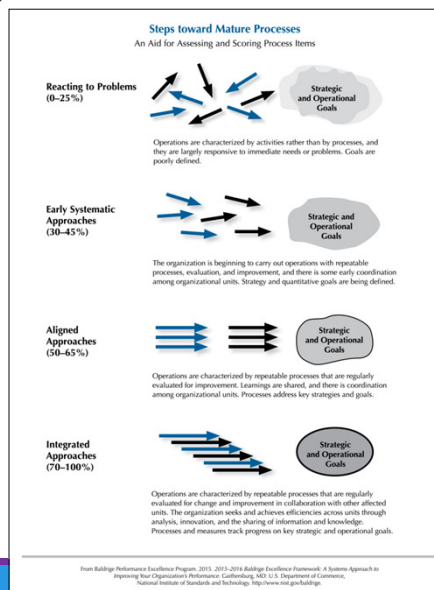 Steps toward Mature Processes
An Aid for Assessing and Scoring Process Items
Reacting to Problems
(0–25%)
Strategic
and Operational
Goals
Operations are characterized by activities rather than by processes, and
they are largely responsive to immediate needs or problems. Goals are
poorly defined.
Early Systematic
Approaches
(30–45%)
Strategic and
Operational
Goals
The organization is beginning to carry out operations with repeatable
processes, evaluation, and improvement, and there is some early coordination
among organizational units. Strategy and quantitative goals are being defined.
Aligned
Approaches
(50–65%)
Strategic
and Operational
Goals
Operations are characterized by repeatable processes that are regularly
evaluated for improvement. Learnings are shared, and there is coordination
among organizational units. Processes address key strategies and goals.
Integrated
Approaches
(70–100%)
Strategic
and Operational
Goals
Operations are characterized by repeatable processes that are regularly
evaluated for change and improvement in collaboration with other affected
units. The organization seeks and achieves efficiencies across units through
analysis, innovation, and the sharing of information and knowledge.
Processes and measures track progress on key strategic and operational goals.
From Baldrige Performance Excellence Program. 2015. 2015–2016 Baldrige Excellence Framework: A Systems Approach to
Improving Your Organization's Performance. Gaithersburg, MD: U.S. Department of Commerce,
National Institute of Standards and Technology. http://www.nist.gov/baldrige.